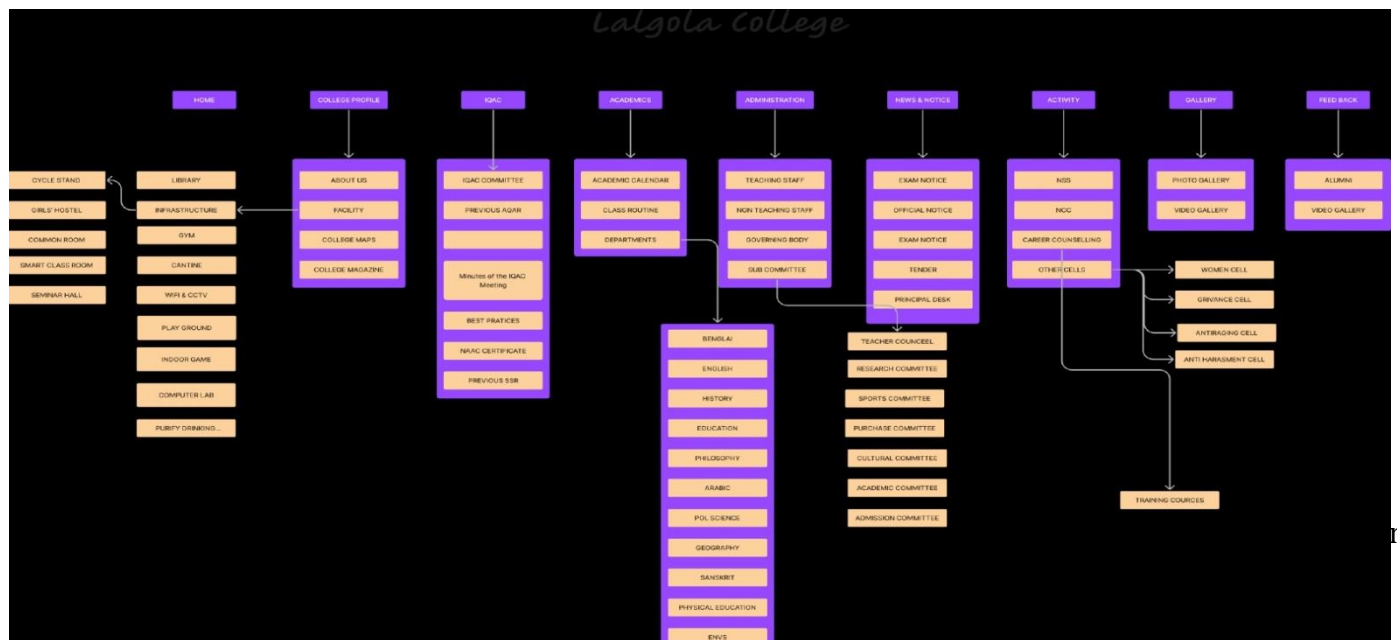 Lalgola College
HOME
COLLEGE PROFILE
IQAC
ACADEMICS
ADMINISTRATION
NEWS & NOTICE
ACTIVITY
GALLERY
FEED BACK
CYCLE STAND
GIRLS' HOSTEL
COMMON ROOM
SMART CLASS ROOM
SEMINAR HALL
LIBRARY
INFRASTRUCTURE
GYM
CANTINE
WIFI & CCTV
PLAY GROUND
INDOOR GAME
COMPUTER LAB
PURIFY DRINKING...
ABOUT US
FACILITY
COLLEGE MAPS
COLLEGE MAGAZINE
IQAC COMMITTEE
PREVIOUS AQAR
Minutes of the IQAC
Meeting
BEST PRATICES
NAAC CERTIFICATE
PREVIOUS SSR
ACADEMIC CALENDAR
CLASS ROUTINE
DEPARTMENTS
BENGLAI
ENGLISH
HISTORY
EDUCATION
PHILOSOPHY
ARABIC
POL SCIENCE
GEOGRAPHY
SANSKRIT
PHYSICAL EDUCATION
ENVS
TEACHING STAFF
NON TEACHING STAFF
GOVERNING BODY
SUB COMMITTEE
EXAM NOTICE
OFFICIAL NOTICE
EXAM NOTICE
TENDER
PRINCIPAL DESK
TEACHER COUNCEEL
RESEARCH COMMITTEE
SPORTS COMMITTEE
PURCHASE COMMITTEE
CULTURAL COMMITTEE
ACADEMIC COMMITTEE
ADMISSION COMMITTEE
NSS
NCC
CAREER COUNSELLING
OTHER CELLS
WOMEN CELL
GRIVANCE CELL
ANTIRAGING CELL
ANTI HARASMENT CELL
TRAINING COURCES
PHOTO GALLERY
VIDEO GALLERY
ALUMNI
VIDEO GALLERY